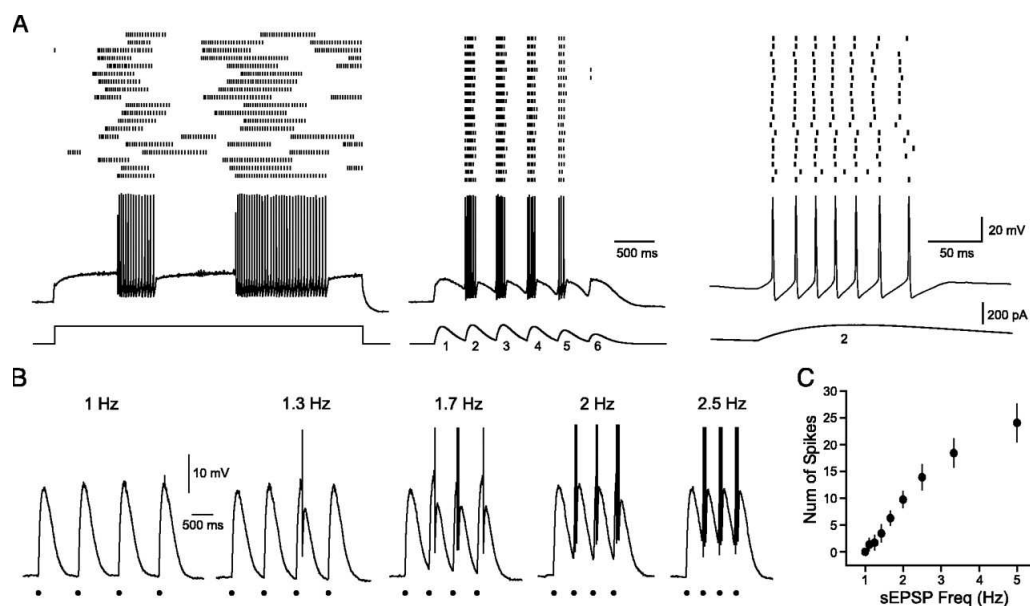 A
500 ms
20 mV
50 ms
200 pA
1 2 3 4 5 6
2
B
1 Hz
1.3 Hz
1.7 Hz
2 Hz
2.5 Hz
10 mV
500 ms
C
Num of Spikes
30
25
20
15
10
5
0
1 2 3 4 5
sEPSP Freq (Hz)